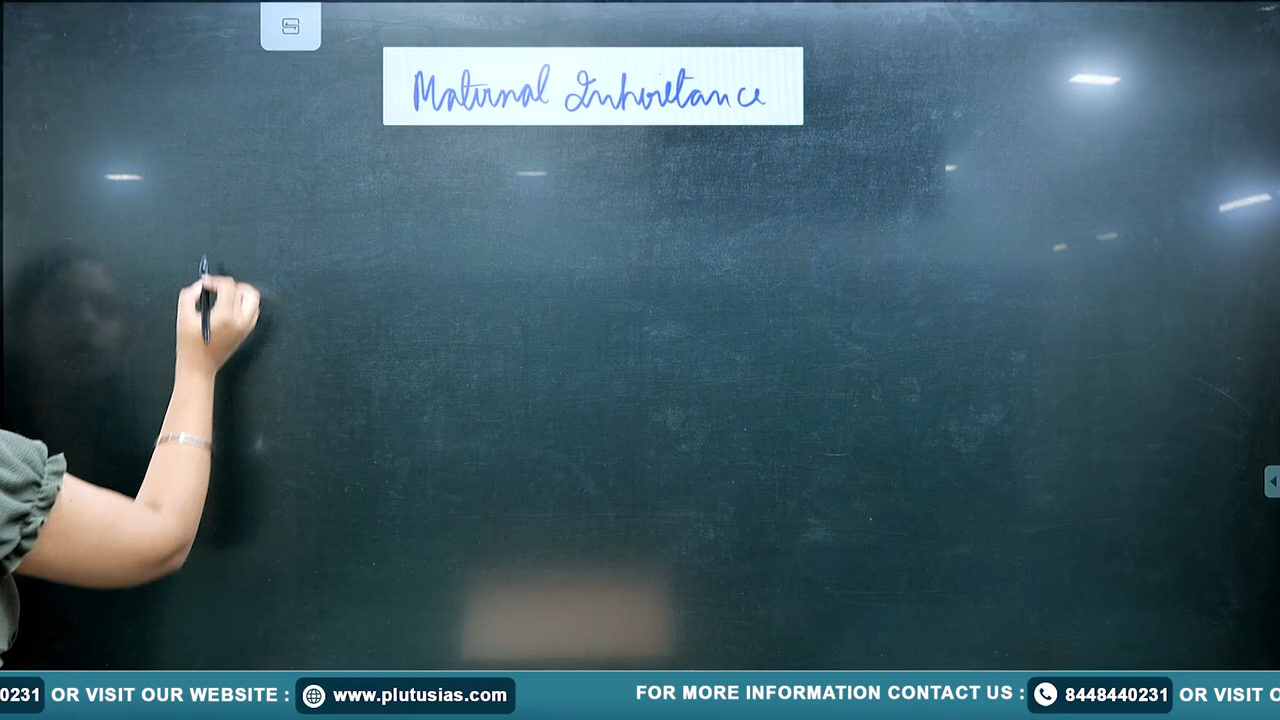 Maternal Inheritance
0231 OR VISIT OUR WEBSITE : www.plutusias.com FOR MORE INFORMATION CONTACT US : 8448440231 OR VISIT O